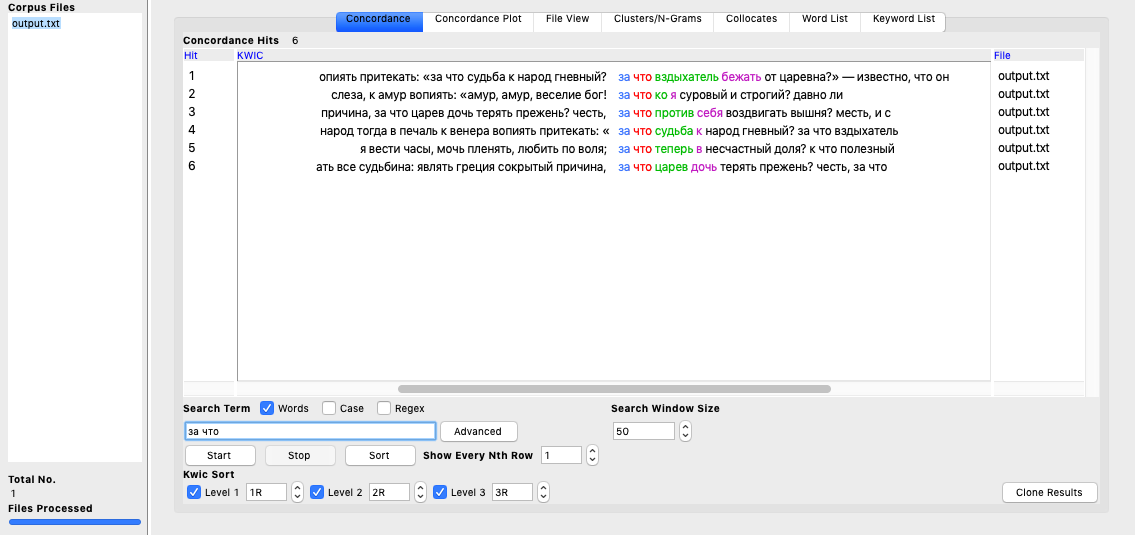 Corpus Files
output.txt
Concordance Concordance Plot File View Clusters/N-Grams Collocates Word List Keyword List
Concordance Hits 6
Hit KWIC File
1 опиять притекать: «за что судьба к народ гневный? за что вздыхатель бежать от царевна?» — известно, что он output.txt
2 слеза, к амур вопиять: «амур, амур, веселие бог! за что ко я суровый и строгий? давно ли output.txt
3 причина, за что царев дочь терять прежень? честь, за что против себя воздвигать вышня? месть, и с output.txt
4 народ тогда в печаль к венера вопиять притекать: « за что судьба к народ гневный? за что вздыхатель output.txt
5 я вести часы, мочь пленять, любить по воля; за что теперь в несчастный доля? к что полезный output.txt
6 ать все судьбина: являть греция сокрытый причина, за что царев дочь терять прежень? честь, за что output.txt
Search Term Words Case Regex Search Window Size
за что Advanced 50
Start Stop Sort Show Every Nth Row 1
Kwic Sort
Level 1 1R Level 2 2R Level 3 3R Clone Results
Total No.
1
Files Processed